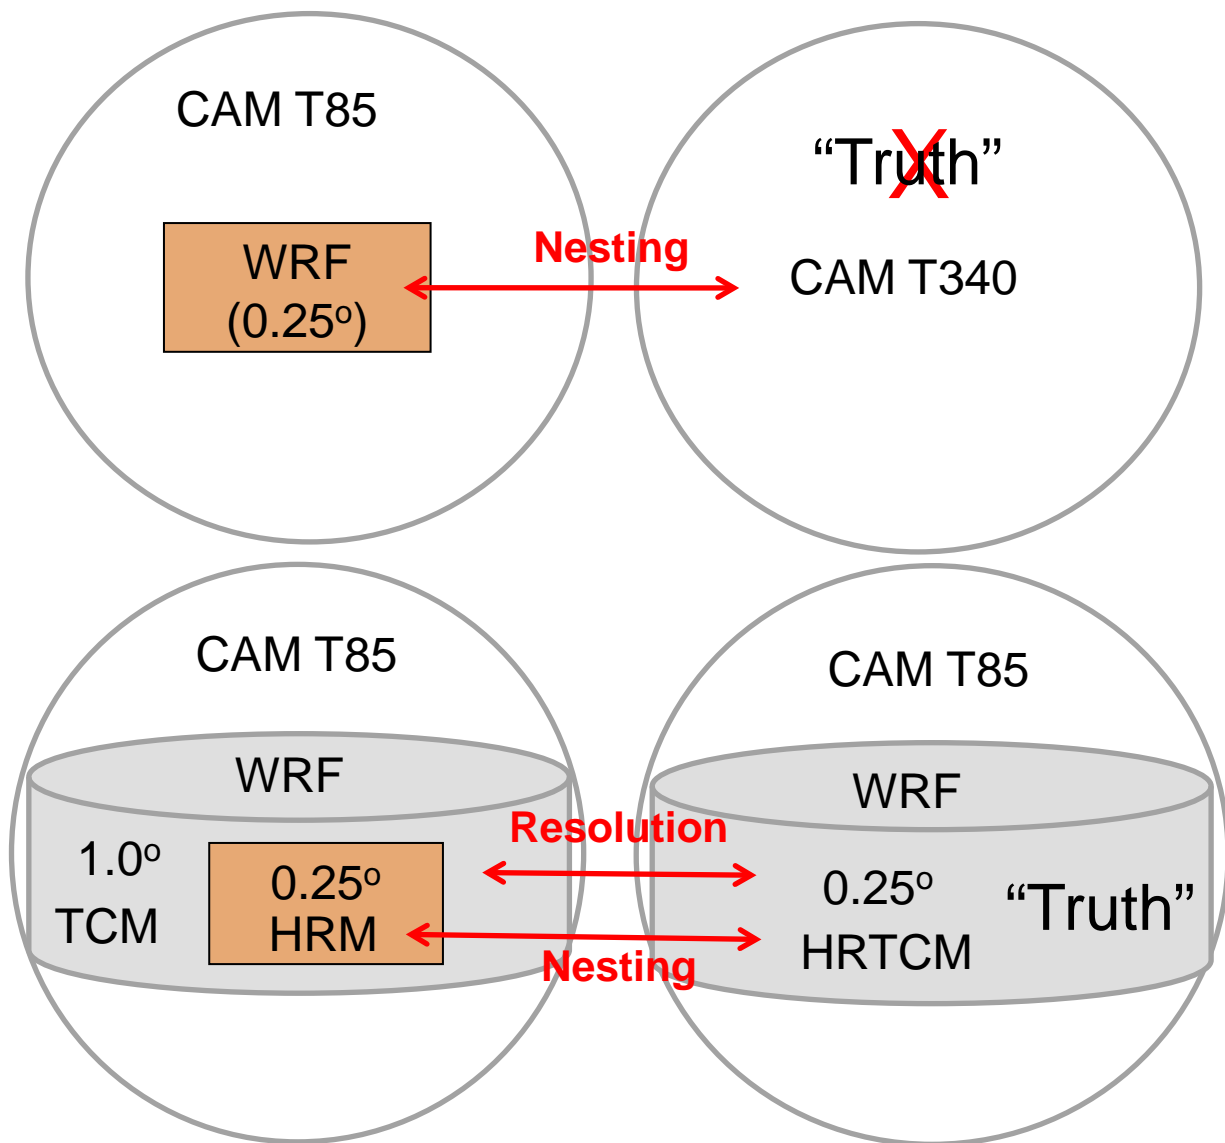 CAM T85
WRF
(0.25º)
Nesting
“Truth”
X
CAM T340
CAM T85
WRF
1.0º
TCM
0.25º
HRM
Resolution
Nesting
CAM T85
WRF
0.25º
HRTCM
“Truth”